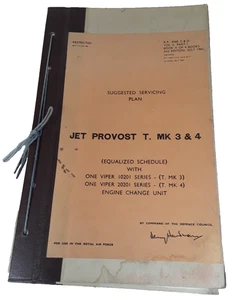 RESTRICTED
SUGGESTED SERVICING
PLAN
JET PROVOST T. MK 3 & 4
(EQUALIZED SCHEDULE)
WITH
ONE VIPER 10201 SERIES - (T. MK 3)
ONE VIPER 20201 SERIES - (T. MK 4)
ENGINE CHANGE UNIT
BY COMMAND OF THE DEFENCE COUNCIL
FOR USE IN THE ROYAL AIR FORCE